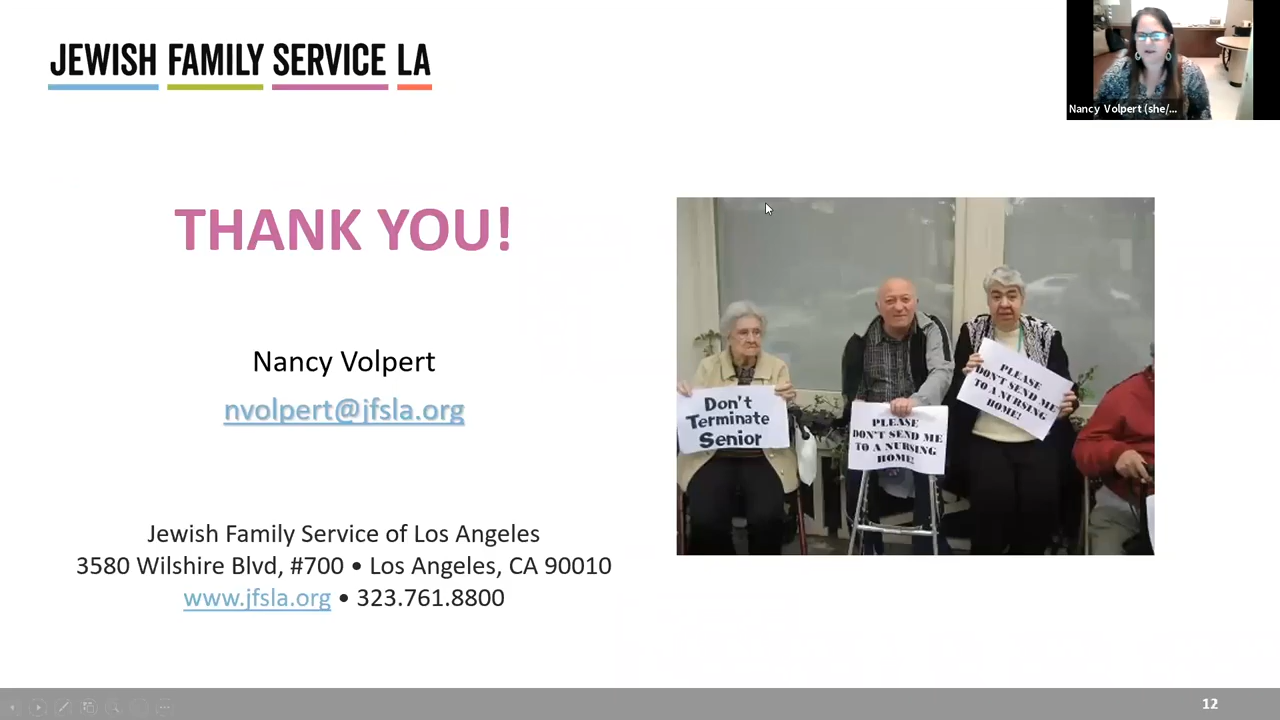 JEWISH FAMILY SERVICE LA
Nancy Volpert (she/...
THANK YOU!
Nancy Volpert
nvolpert@jfsla.org
Jewish Family Service of Los Angeles
3580 Wilshire Blvd, #700 • Los Angeles, CA 90010
www.jfsla.org • 323.761.8800
Don't
Terminate
Senior
PLEASE
DON'T SEND ME
TO A NURSING
HOME!
PLEASE
DON'T SEND ME
TO A NURSING
HOME!
12